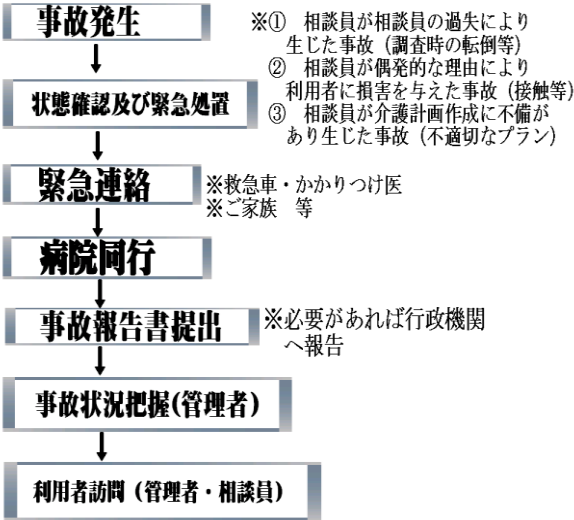 事故発生
※① 相談員が相談員の過失により
生じた事故（調査時の転倒等）
② 相談員が偶発的な理由により
利用者に損害を与えた事故（接触等）
③ 相談員が介護計画作成に不備が
あり生じた事故（不適切なプラン）
状態確認及び緊急処置
緊急連絡
※救急車・かかりつけ医
※ご家族 等
病院同行
事故報告書提出
※必要があれば行政機関
へ報告
事故状況把握（管理者）
利用者訪問（管理者・相談員）